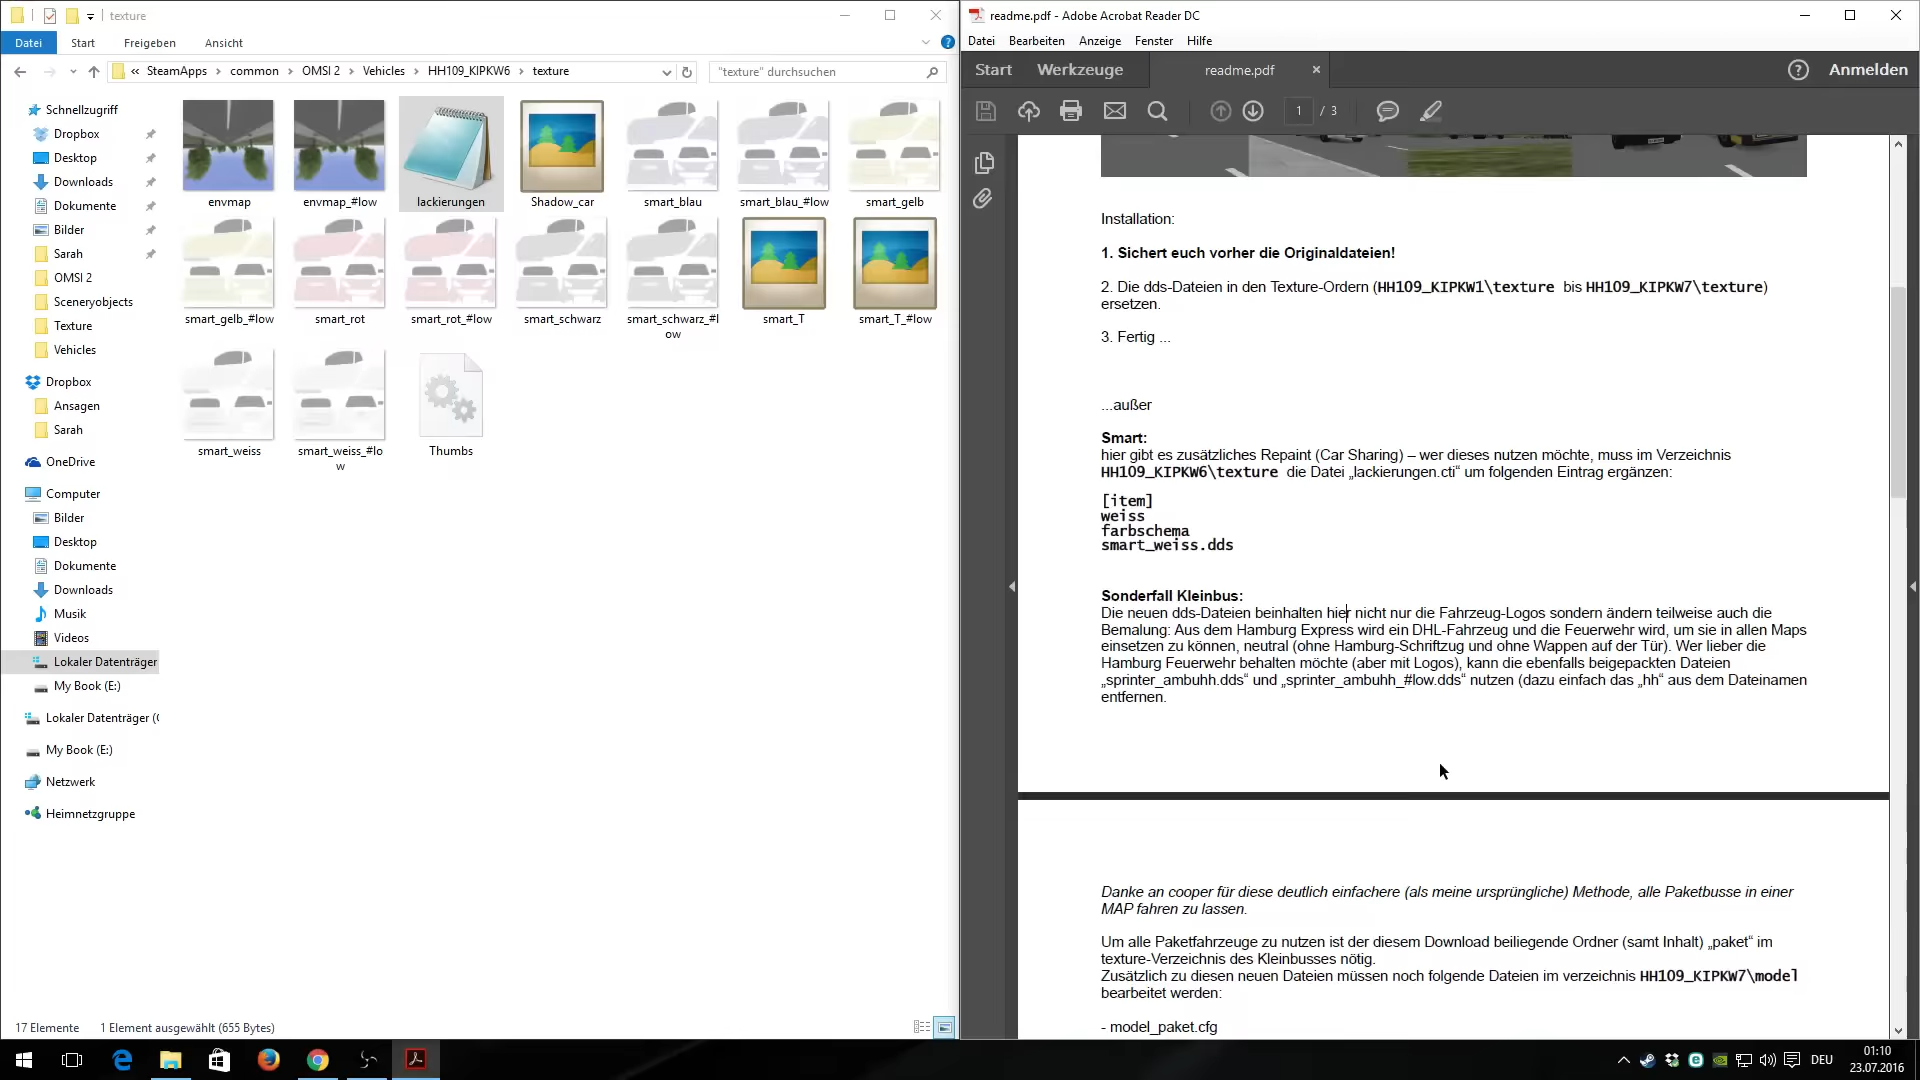 texture
Datei Start Freigeben Ansicht
« SteamApps › common › OMSI 2 › Vehicles › HH109_KIPKW6 › texture
"texture" durchsuchen
Schnellzugriff
Dropbox
Desktop
Downloads
Dokumente
Bilder
Sarah
OMSI 2
Sceneryobjects
Texture
Vehicles
Dropbox
Ansagen
Sarah
OneDrive
Computer
Bilder
Desktop
Dokumente
Downloads
Musik
Videos
Lokaler Datenträger
My Book (E:)
Lokaler Datenträger (
My Book (E:)
Netzwerk
Heimnetzgruppe
envmap
envmap_#low
lackierungen
Shadow_car
smart_blau
smart_blau_#low
smart_gelb
smart_gelb_#low
smart_rot
smart_rot_#low
smart_schwarz
smart_schwarz_#l
ow
smart_T
smart_T_#low
smart_weiss
smart_weiss_#lo
w
Thumbs
17 Elemente 1 Element ausgewählt (655 Bytes)
readme.pdf - Adobe Acrobat Reader DC
Datei Bearbeiten Anzeige Fenster Hilfe
Start Werkzeuge readme.pdf × ? Anmelden
1 / 3
Installation:
1. Sichert euch vorher die Originaldateien!
2. Die dds-Dateien in den Texture-Ordern (HH109_KIPKW1\texture bis HH109_KIPKW7\texture)
ersetzen.
3. Fertig ...
...außer
Smart:
hier gibt es zusätzliches Repaint (Car Sharing) – wer dieses nutzen möchte, muss im Verzeichnis
HH109_KIPKW6\texture die Datei „lackierungen.cti“ um folgenden Eintrag ergänzen:
[item]
weiss
farbschema
smart_weiss.dds
Sonderfall Kleinbus:
Die neuen dds-Dateien beinhalten hier nicht nur die Fahrzeug-Logos sondern ändern teilweise auch die
Bemalung: Aus dem Hamburg Express wird ein DHL-Fahrzeug und die Feuerwehr wird, um sie in allen Maps
einsetzen zu können, neutral (ohne Hamburg-Schriftzug und ohne Wappen auf der Tür). Wer lieber die
Hamburg Feuerwehr behalten möchte (aber mit Logos), kann die ebenfalls beigepackten Dateien
„sprinter_ambuhh.dds“ und „sprinter_ambuhh_#low.dds“ nutzen (dazu einfach das „hh“ aus dem Dateinamen
entfernen.
Danke an cooper für diese deutlich einfachere (als meine ursprüngliche) Methode, alle Paketbusse in einer
MAP fahren zu lassen.
Um alle Paketfahrzeuge zu nutzen ist der diesem Download beiliegende Ordner (samt Inhalt) „paket“ im
texture-Verzeichnis des Kleinbusses nötig.
Zusätzlich zu diesen neuen Dateien müssen noch folgende Dateien im verzeichnis HH109_KIPKW7\model
bearbeitet werden:
- model_paket.cfg
DEU
01:10
23.07.2016